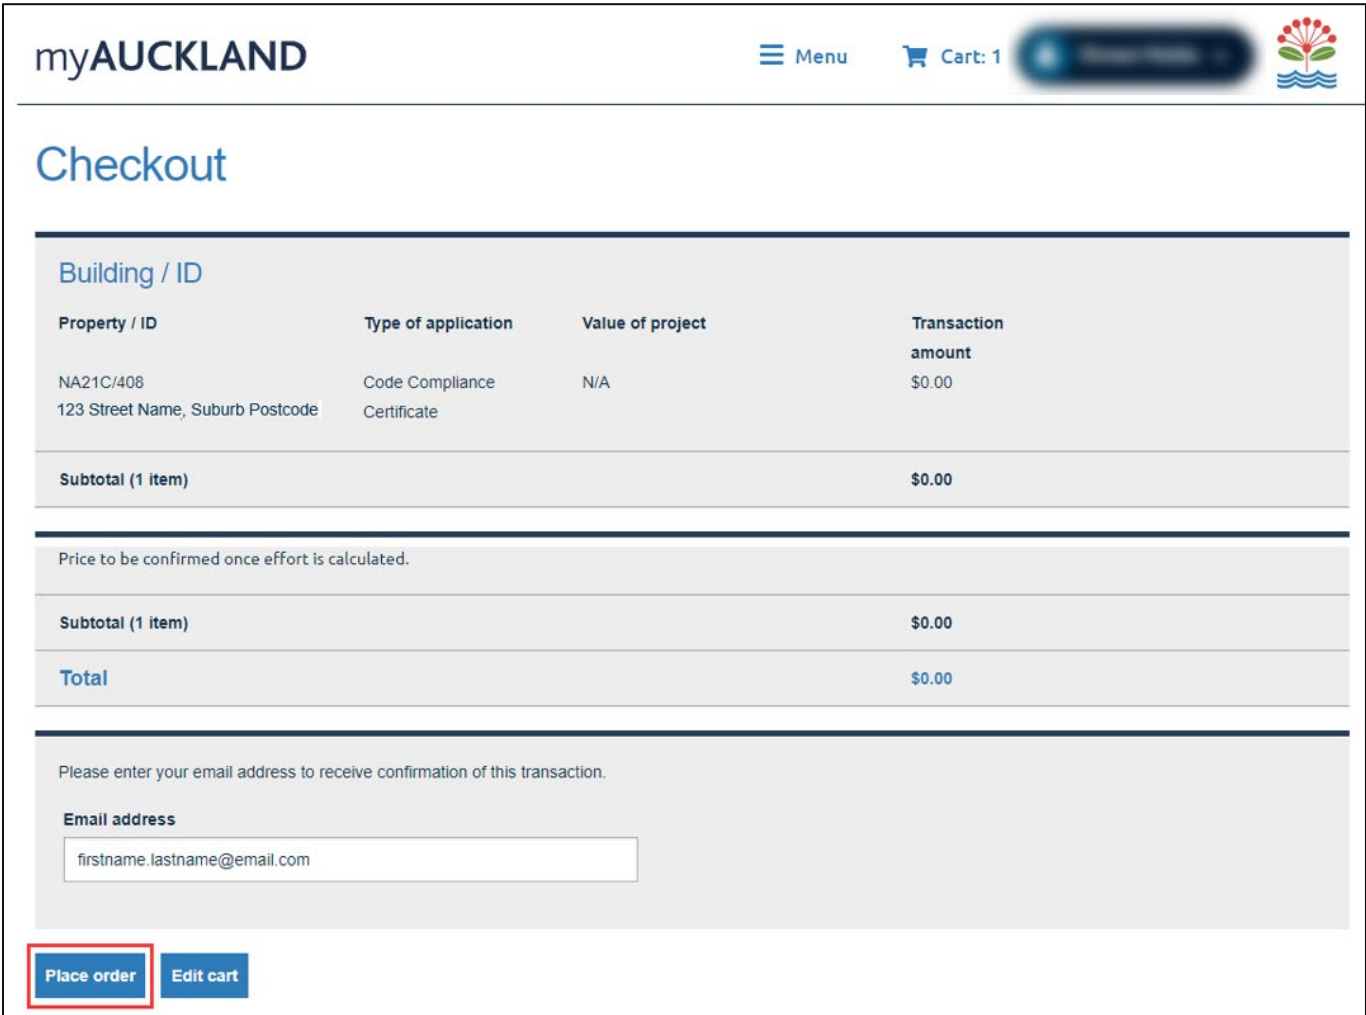 myAUCKLAND
Menu
Cart: 1
Checkout
Building / ID
Property / ID Type of application Value of project Transaction
amount
NA21C/408 Code Compliance N/A $0.00
123 Street Name, Suburb Postcode Certificate
Subtotal (1 item) $0.00
Price to be confirmed once effort is calculated.
Subtotal (1 item) $0.00
Total $0.00
Please enter your email address to receive confirmation of this transaction.
Email address
firstname.lastname@email.com
Place order Edit cart